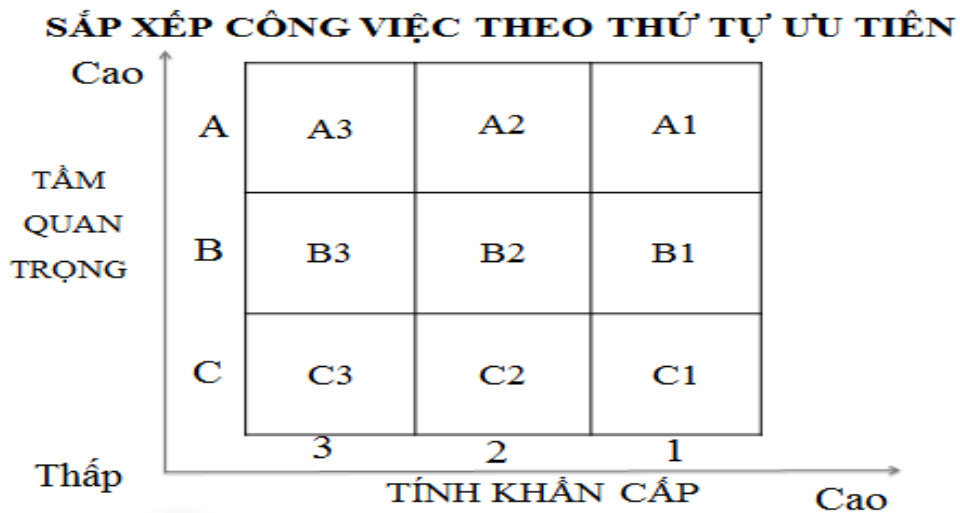 SẮP XẾP CÔNG VIỆC THEO THỨ TỰ ƯU TIÊN
Cao
A
A3
A2
A1
TẦM
QUAN
TRỌNG
B
B3
B2
B1
C
C3
C2
C1
3
2
1
Thấp
TÍNH KHẨN CẤP
Cao